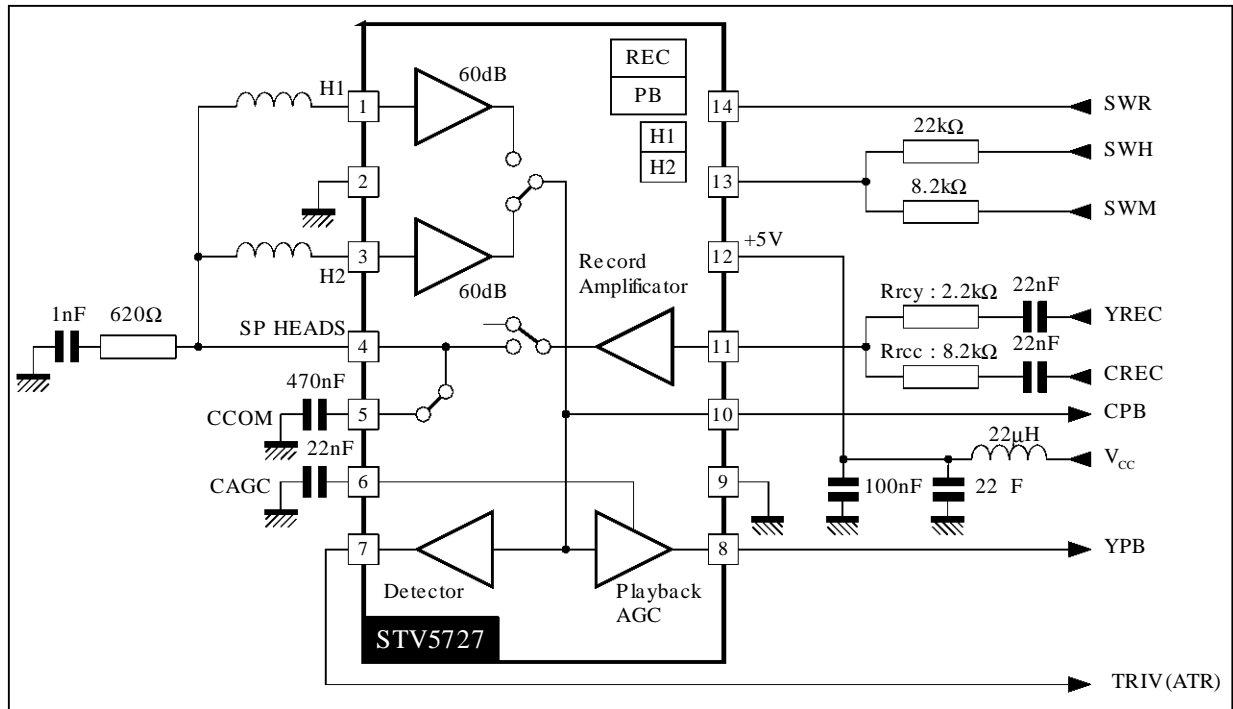 REC
PB
H1
H2
60dB
H1
1
2
3
H2
60dB
Record
Amplificator
1nF
620Ω
SP HEADS
4
470nF
CCOM
5
22nF
CAGC
6
7
Detector
Playback
AGC
STV5727
14
SWR
22kΩ
SWH
13
8.2kΩ
SWM
12
+5V
Rrcy : 2.2kΩ
22nF
YREC
11
Rrcc : 8.2kΩ
22nF
CREC
10
CPB
22µH
VCC
9
100nF
22 F
8
YPB
TRIV(ATR)